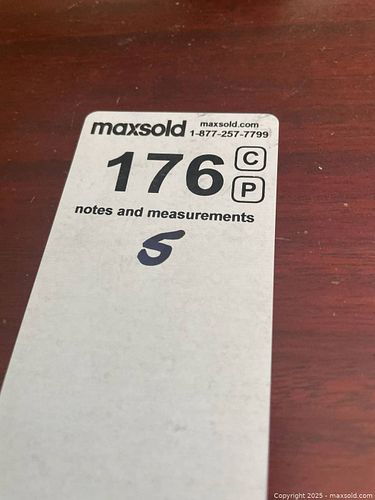 maxsold maxsold.com
1-877-257-7799
176 C
P
notes and measurements
5
Copyright 2025 - maxsold.com